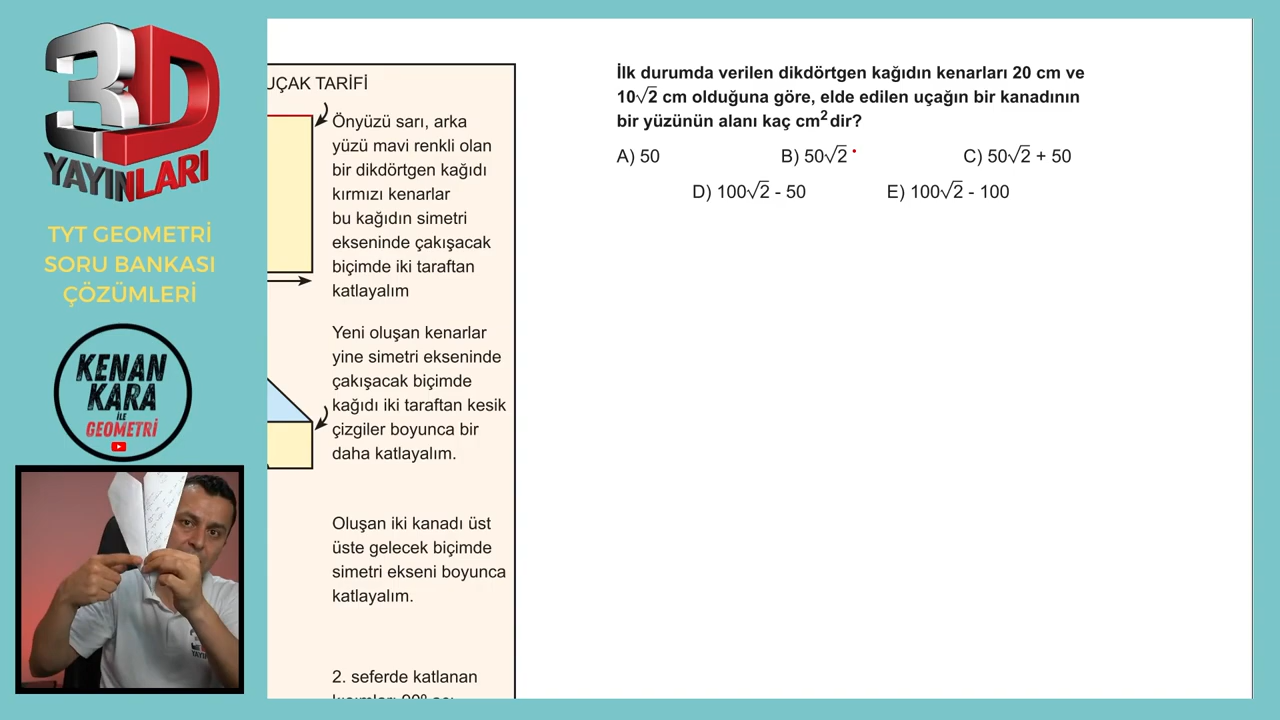 3D
YAYINLARI
TYT GEOMETRİ
SORU BANKASI
ÇÖZÜMLERİ
KENAN
KARA
İLE
GEOMETRİ
UÇAK TARİFİ
Önyüzü sarı, arka
yüzü mavi renkli olan
bir dikdörtgen kağıdı
kırmızı kenarlar
bu kağıdın simetri
ekseninde çakışacak
biçimde iki taraftan
katlayalım
Yeni oluşan kenarlar
yine simetri ekseninde
çakışacak biçimde
kağıdı iki taraftan kesik
çizgiler boyunca bir
daha katlayalım.
Oluşan iki kanadı üst
üste gelecek biçimde
simetri ekseni boyunca
katlayalım.
2. seferde katlanan
İlk durumda verilen dikdörtgen kağıdın kenarları 20 cm ve
10√2 cm olduğuna göre, elde edilen uçağın bir kanadının
bir yüzünün alanı kaç cm² dir?
A) 50 B) 50√2 C) 50√2 + 50
D) 100√2 - 50 E) 100√2 - 100